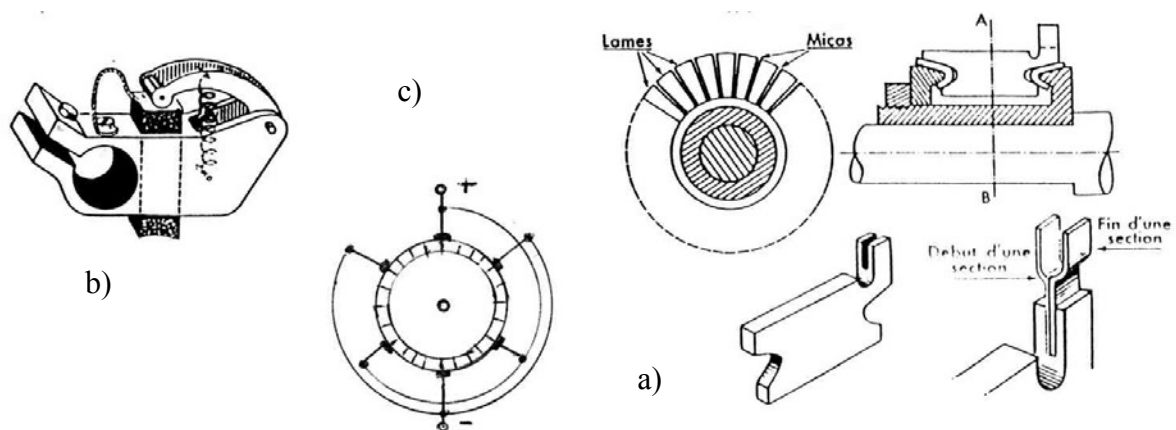 b)
c)
+
-
a)
Lames
Micas
A
B
Debut d'une
section
Fin d'une
section